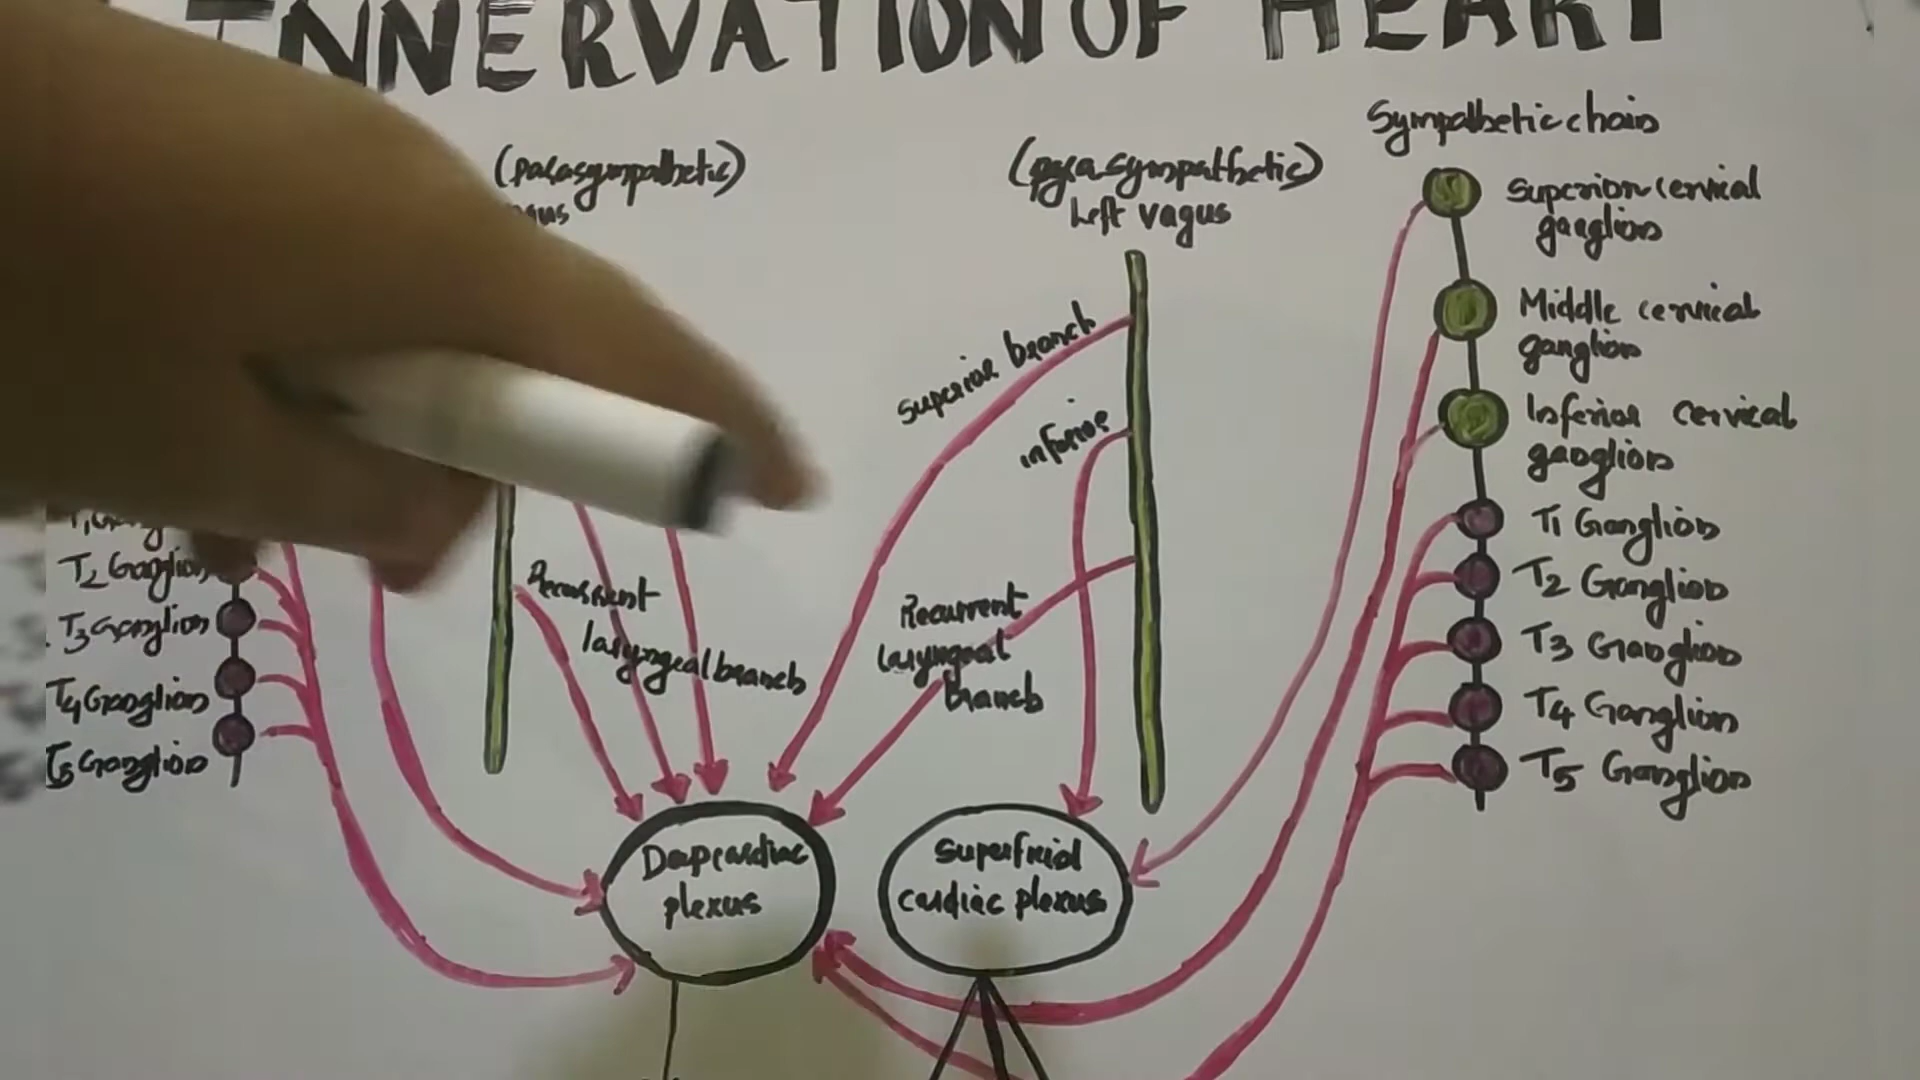 INNERVATION OF HEART
Sympathetic chain
(parasympathetic)
(parasympathetic)
Left vagus
Superior cervical
ganglion
Middle cervical
ganglion
Inferior cervical
ganglion
Superior branch
inferior
T1 Ganglion
T2 Ganglion
T3 Ganglion
T4 Ganglion
T5 Ganglion
T2 Ganglion
T3 Ganglion
T4 Ganglion
T5 Ganglion
Recurrent
laryngeal branch
Recurrent
laryngeal
branch
Deep cardiac
plexus
Superficial
cardiac plexus